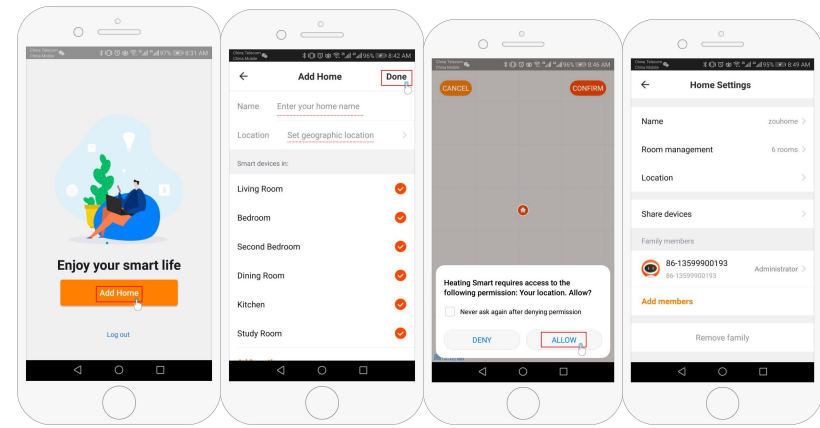 China Telecom
China Mobile
97% 8:31 AM
Enjoy your smart life
Add Home
Log out
China Telecom
China Mobile
96% 8:42 AM
Add Home
Done
Name Enter your home name
Location Set geographic location
Smart devices in:
Living Room
Bedroom
Second Bedroom
Dining Room
Kitchen
Study Room
China Telecom
China Mobile
96% 8:46 AM
CANCEL
CONFIRM
Heating Smart requires access to the
following permission: Your location. Allow?
Never ask again after denying permission
DENY
ALLOW
China Telecom
China Mobile
95% 8:49 AM
Home Settings
Name zouhome
Room management 6 rooms
Location
Share devices
Family members
86-13599900193
86-13599900193
Administrator
Add members
Remove family